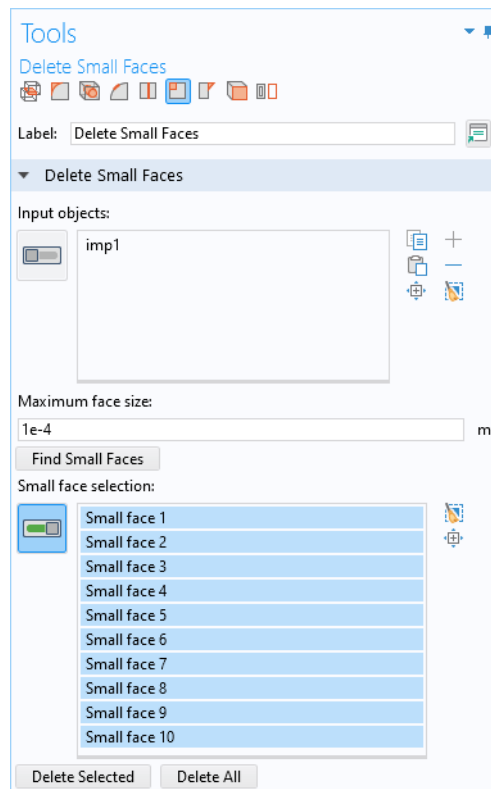 Tools
Delete Small Faces
Label: Delete Small Faces
Delete Small Faces
Input objects:
imp1
Maximum face size:
1e-4 m
Find Small Faces
Small face selection:
Small face 1
Small face 2
Small face 3
Small face 4
Small face 5
Small face 6
Small face 7
Small face 8
Small face 9
Small face 10
Delete Selected Delete All